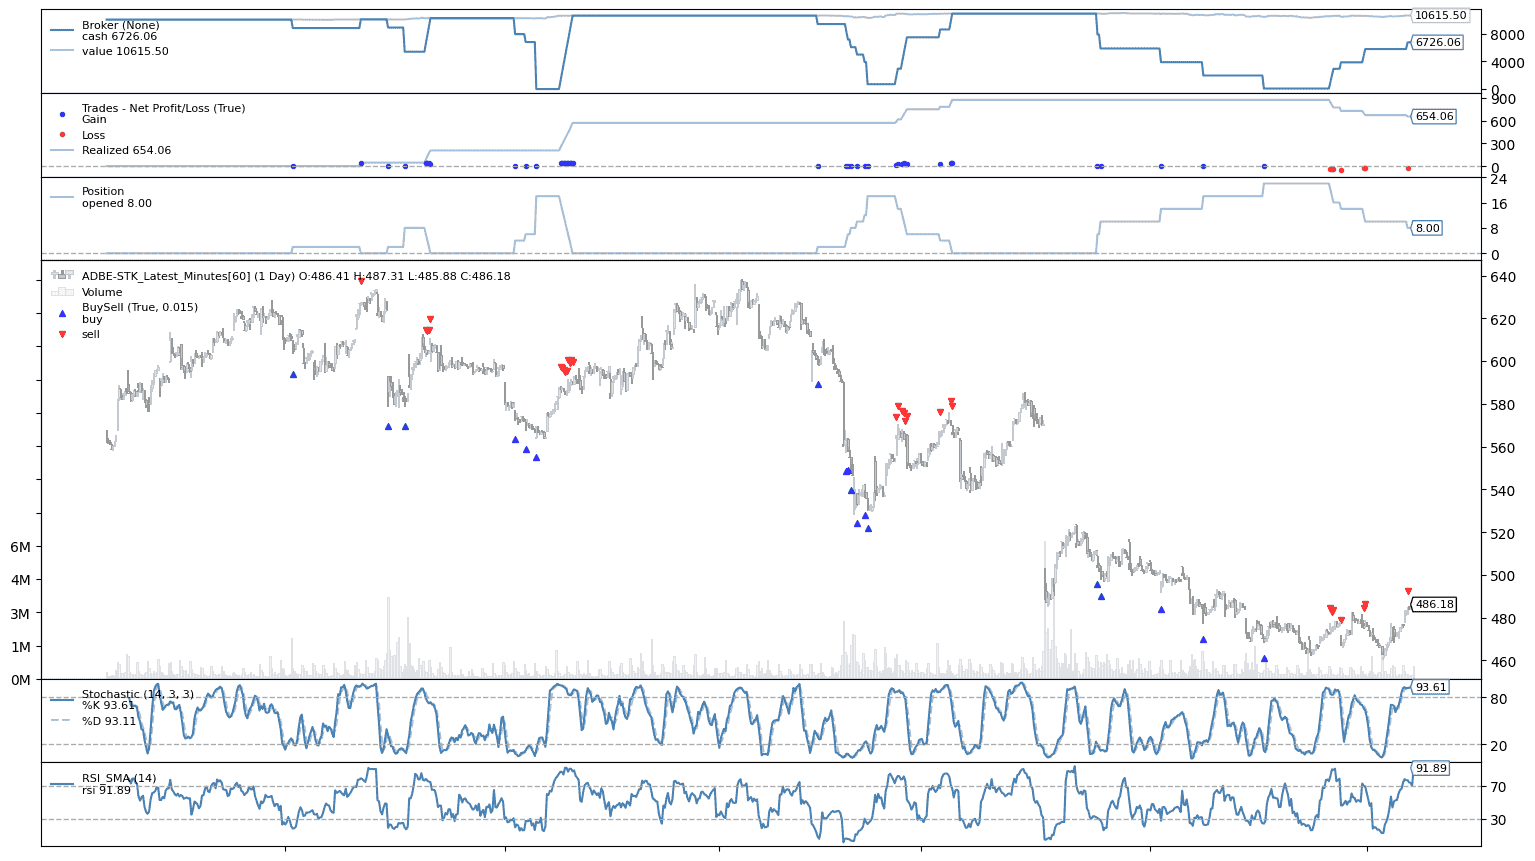 Broker (None)
cash 6726.06
value 10615.50
10615.50
8000
6726.06
4000
0
Trades - Net Profit/Loss (True)
Gain
Loss
Realized 654.06
900
654.06
600
300
0
Position
opened 8.00
24
16
8.00
8
0
ADBE-STK_Latest_Minutes[60] (1 Day) O:486.41 H:487.31 L:485.88 C:486.18
Volume
BuySell (True, 0.015)
buy
sell
640
620
600
580
560
540
520
500
486.18
480
460
6M
4M
3M
1M
0M
Stochastic (14, 3, 3)
%K 93.61
%D 93.11
93.61
80
20
RSI_SMA (14)
rsi 91.89
91.89
70
30